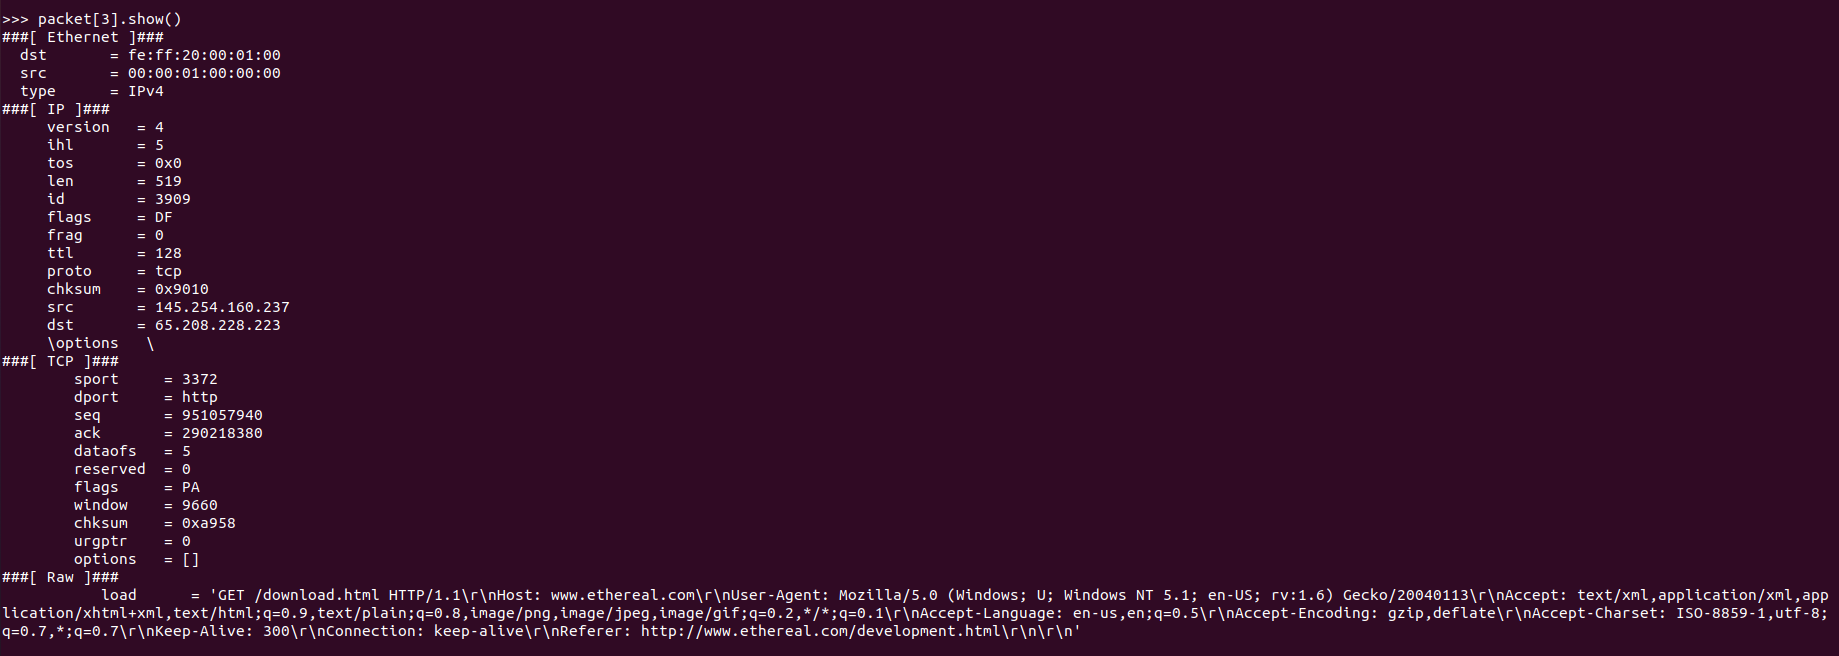 >>> packet[3].show()
###[ Ethernet ]###
  dst       = fe:ff:20:00:01:00
  src       = 00:00:01:00:00:00
  type      = IPv4
###[ IP ]###
     version   = 4
     ihl       = 5
     tos       = 0x0
     len       = 519
     id        = 3909
     flags     = DF
     frag      = 0
     ttl       = 128
     proto     = tcp
     chksum    = 0x9010
     src       = 145.254.160.237
     dst       = 65.208.228.223
     \options   \
###[ TCP ]###
        sport     = 3372
        dport     = http
        seq       = 951057940
        ack       = 290218380
        dataofs   = 5
        reserved  = 0
        flags     = PA
        window    = 9660
        chksum    = 0xa958
        urgptr    = 0
        options   = []
###[ Raw ]###
           load      = 'GET /download.html HTTP/1.1\r\nHost: www.ethereal.com\r\nUser-Agent: Mozilla/5.0 (Windows; U; Windows NT 5.1; en-US; rv:1.6) Gecko/20040113\r\nAccept: text/xml,application/xml,app
lication/xhtml+xml,text/html;q=0.9,text/plain;q=0.8,image/png,image/jpeg,image/gif;q=0.2,*/*;q=0.1\r\nAccept-Language: en-us,en;q=0.5\r\nAccept-Encoding: gzip,deflate\r\nAccept-Charset: ISO-8859-1,utf-8;
q=0.7,*;q=0.7\r\nKeep-Alive: 300\r\nConnection: keep-alive\r\nReferer: http://www.ethereal.com/development.html\r\n\r\n'